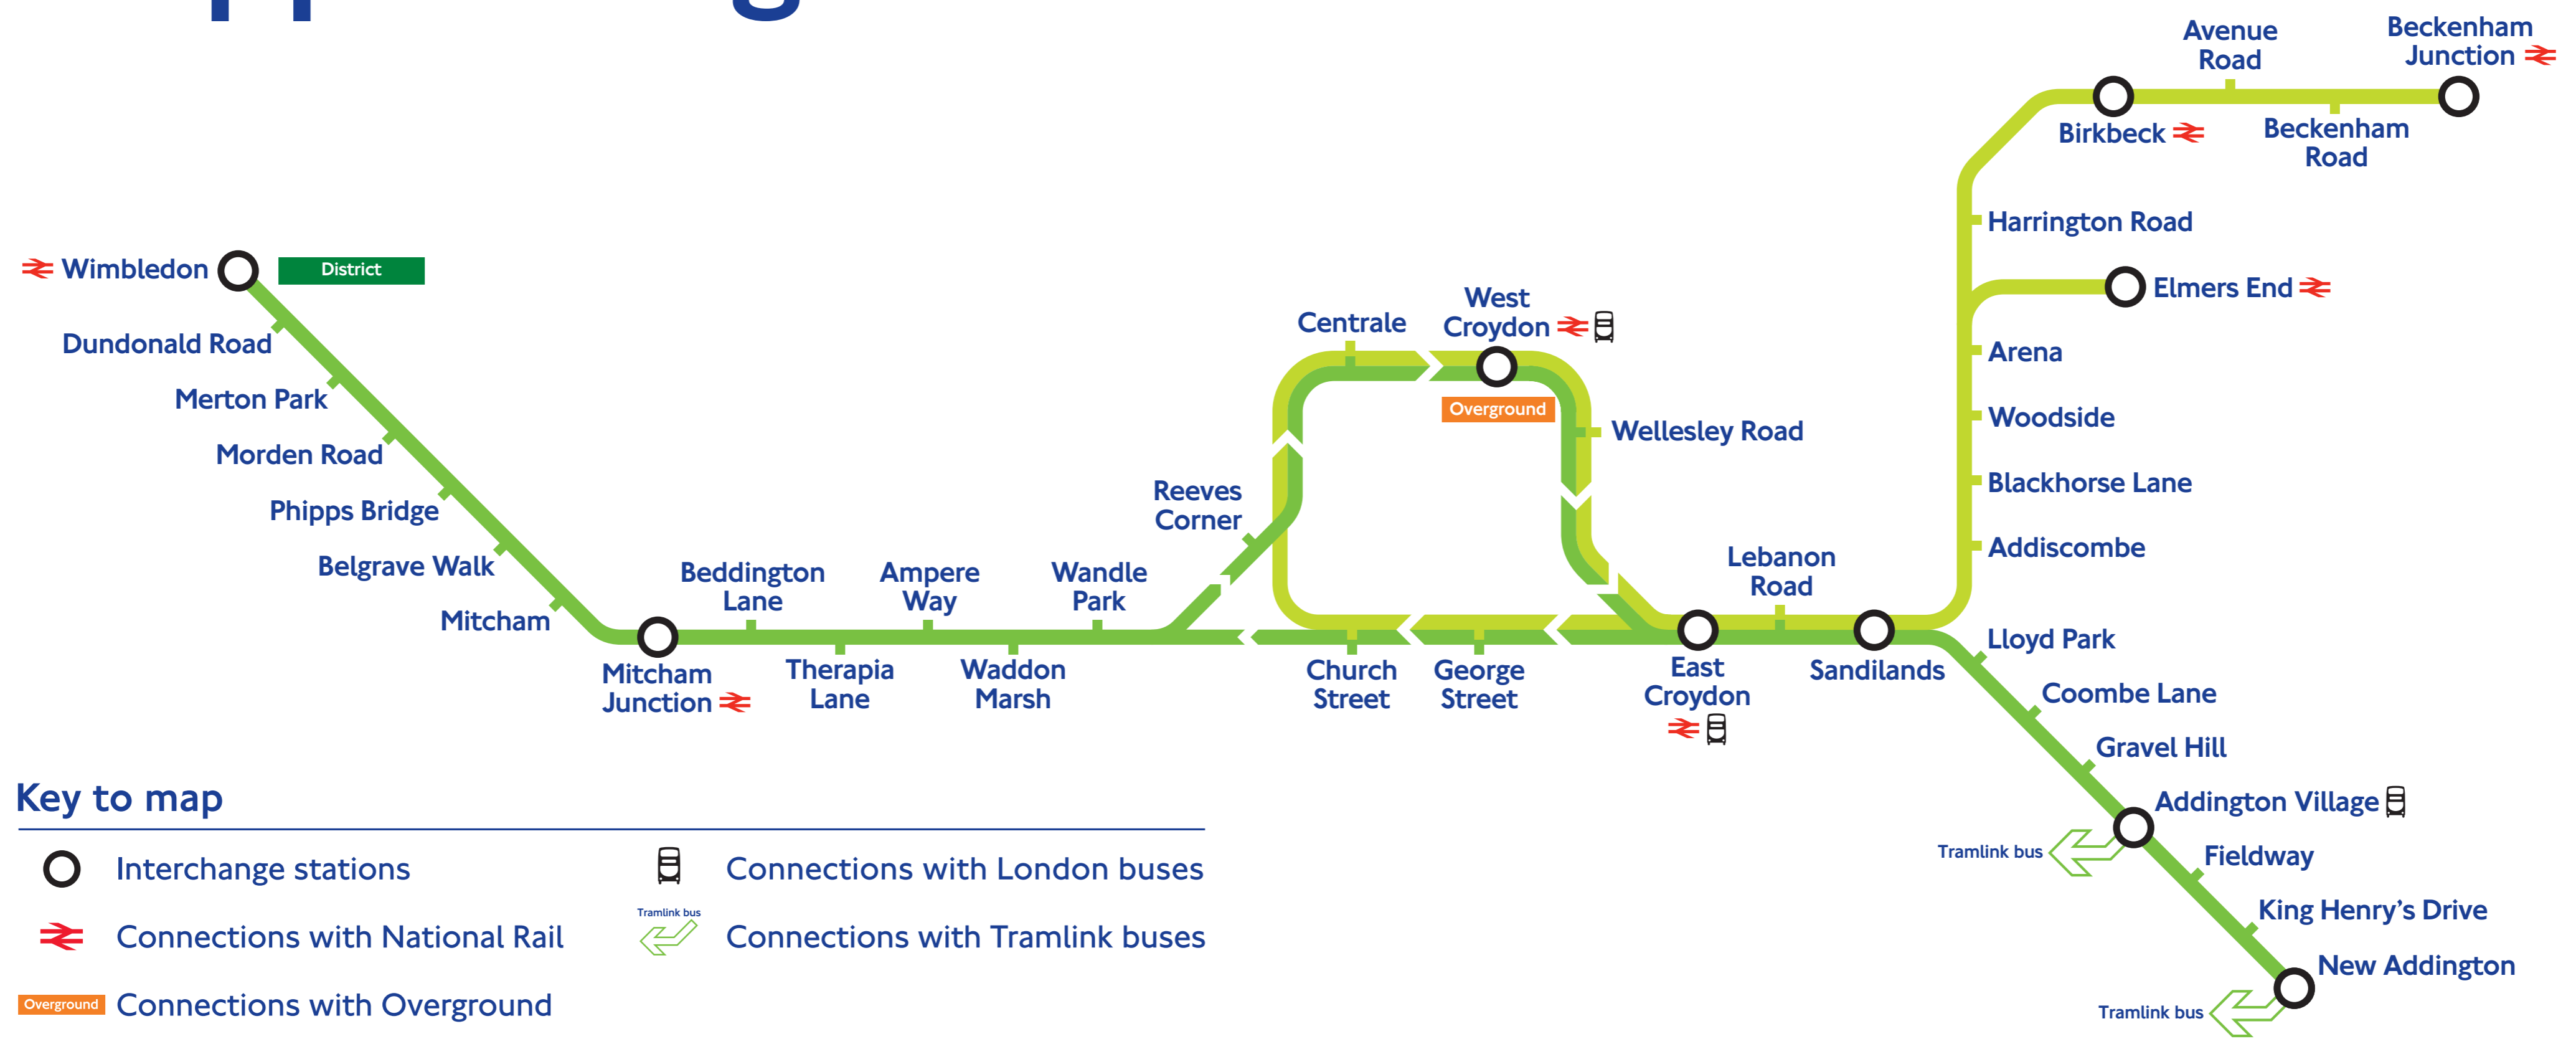 Avenue
Road
Beckenham
Junction
Birkbeck
Beckenham
Road
Harrington Road
Wimbledon
District
Elmers End
Dundonald Road
Centrale
West
Croydon
Arena
Merton Park
Overground
Woodside
Morden Road
Wellesley Road
Phipps Bridge
Reeves
Corner
Blackhorse Lane
Belgrave Walk
Addiscombe
Mitcham
Beddington
Lane
Ampere
Way
Wandle
Park
Lebanon
Road
Mitcham
Junction
Therapia
Lane
Waddon
Marsh
Church
Street
George
Street
East
Croydon
Sandilands
Lloyd Park
Coombe Lane
Gravel Hill
Addington Village
Tramlink bus
Fieldway
King Henry's Drive
New Addington
Tramlink bus
Key to map
Interchange stations
Connections with London buses
Connections with National Rail
Tramlink bus
Connections with Tramlink buses
Overground
Connections with Overground